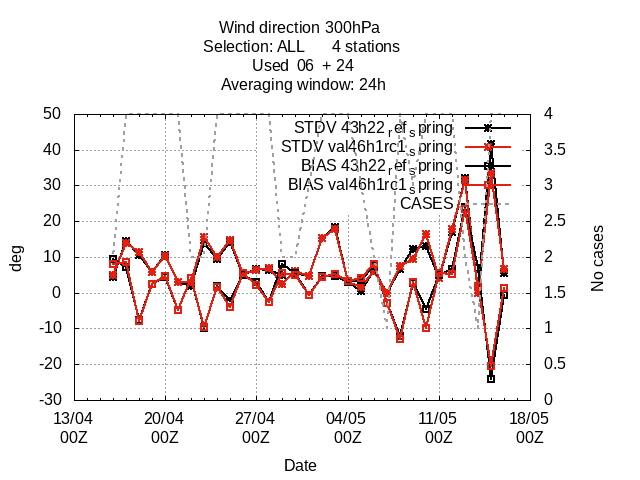 Wind direction 300hPa
Selection: ALL 4 stations
Used 06 + 24
Averaging window: 24h
STDV 43h22ref_spring
STDV val46h1rc1_spring
BIAS 43h22ref_spring
BIAS val46h1rc1_spring
CASES
50
40
30
20
10
0
-10
-20
-30
deg
4
3.5
3
2.5
2
1.5
1
0.5
0
No cases
13/04 20/04 27/04 04/05 11/05 18/05
00Z 00Z 00Z 00Z 00Z 00Z
Date